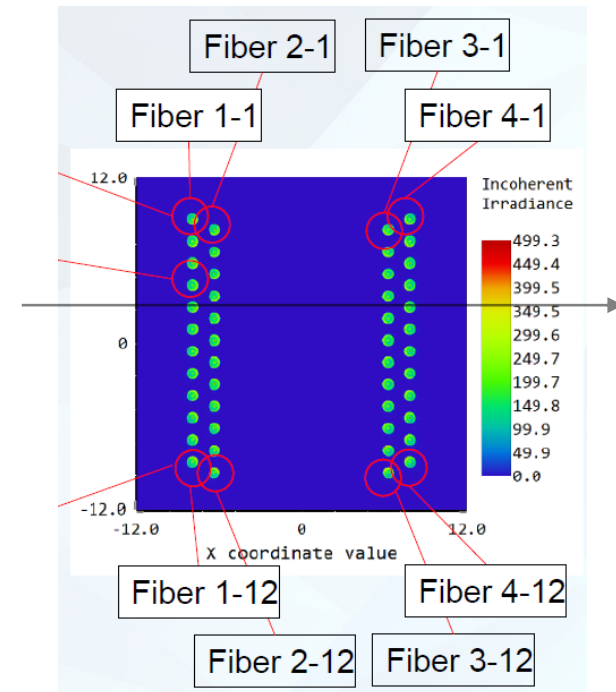 Fiber 2-1
Fiber 3-1
Fiber 1-1
Fiber 4-1
12.0
Incoherent
Irradiance
499.3
449.4
399.5
349.5
299.6
249.7
199.7
149.8
99.9
49.9
0.0
0
-12.0
-12.0
0
12.0
X coordinate value
Fiber 1-12
Fiber 4-12
Fiber 2-12
Fiber 3-12